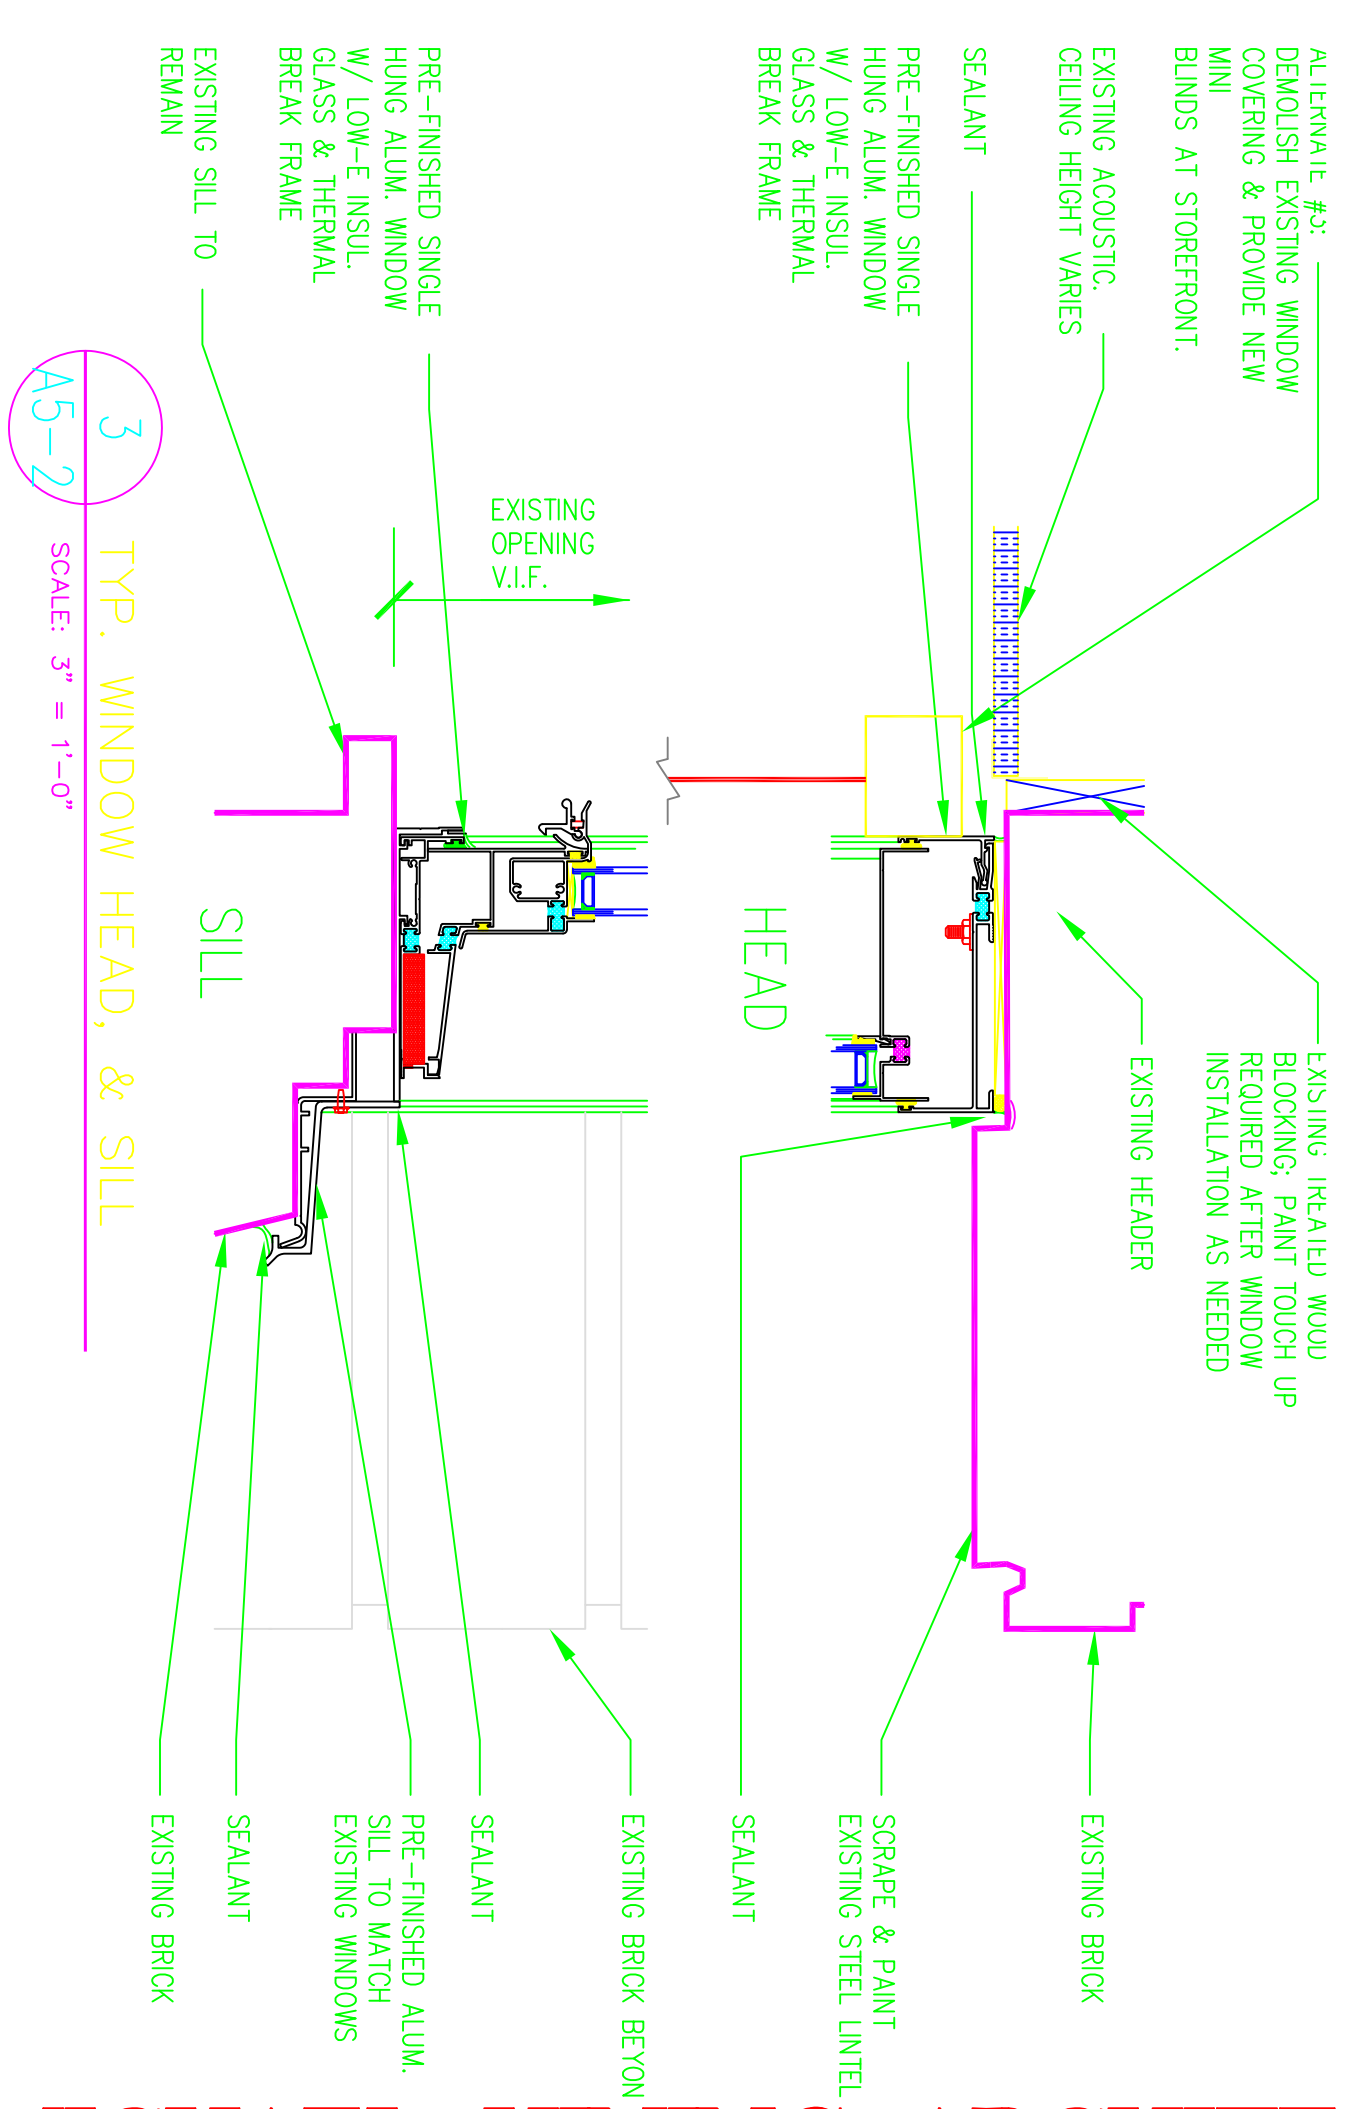 ALTERNATE #5:
DEMOLISH EXISTING WINDOW
COVERING & PROVIDE NEW
MINI
BLINDS AT STOREFRONT.
EXISTING ACOUSTIC.
CEILING HEIGHT VARIES
SEALANT
PRE-FINISHED SINGLE
HUNG ALUM. WINDOW
W/ LOW-E INSUL.
GLASS & THERMAL
BREAK FRAME
PRE-FINISHED SINGLE
HUNG ALUM. WINDOW
W/ LOW-E INSUL.
GLASS & THERMAL
BREAK FRAME
EXISTING SILL TO
REMAIN
EXISTING
OPENING
V.I.F.
HEAD
SILL
EXISTING TREATED WOOD
BLOCKING; PAINT TOUCH UP
REQUIRED AFTER WINDOW
INSTALLATION AS NEEDED
EXISTING HEADER
EXISTING BRICK
SCRAPE & PAINT
EXISTING STEEL LINTEL
SEALANT
EXISTING BRICK BEYON
SEALANT
PRE-FINISHED ALUM.
SILL TO MATCH
EXISTING WINDOWS
SEALANT
EXISTING BRICK
3
A5-2
TYP. WINDOW HEAD, & SILL
SCALE: 3" = 1'-0"